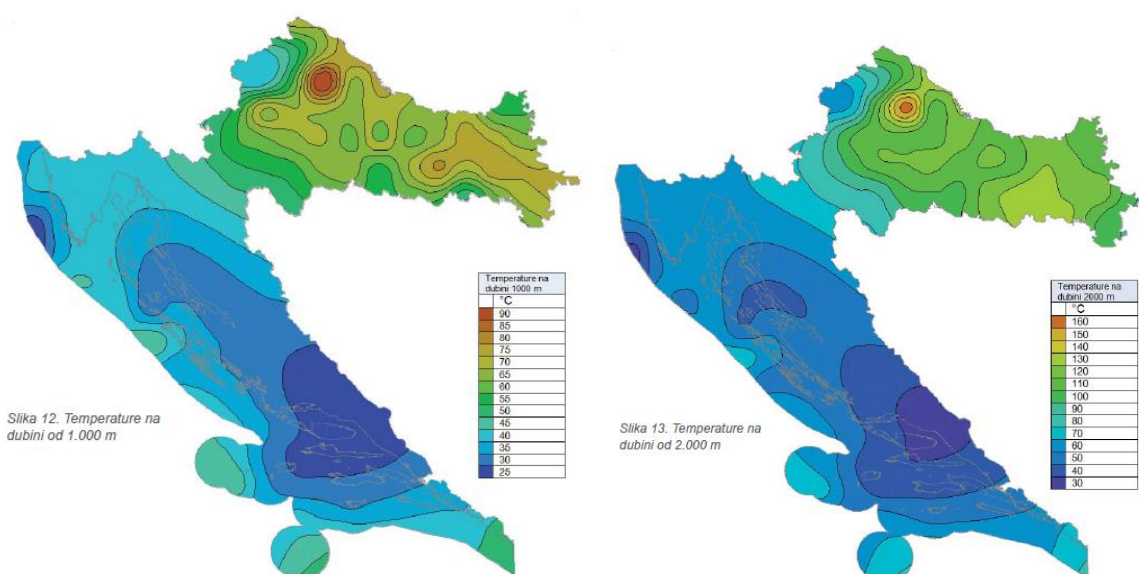 Temperature na
dubini 1000 m
°C
90
85
80
75
70
65
60
55
50
45
40
35
30
25
Slika 12. Temperature na
dubini od 1.000 m
Temperature na
dubini 2000 m
°C
160
150
140
130
120
110
100
90
80
70
60
50
40
30
Slika 13. Temperature na
dubini od 2.000 m